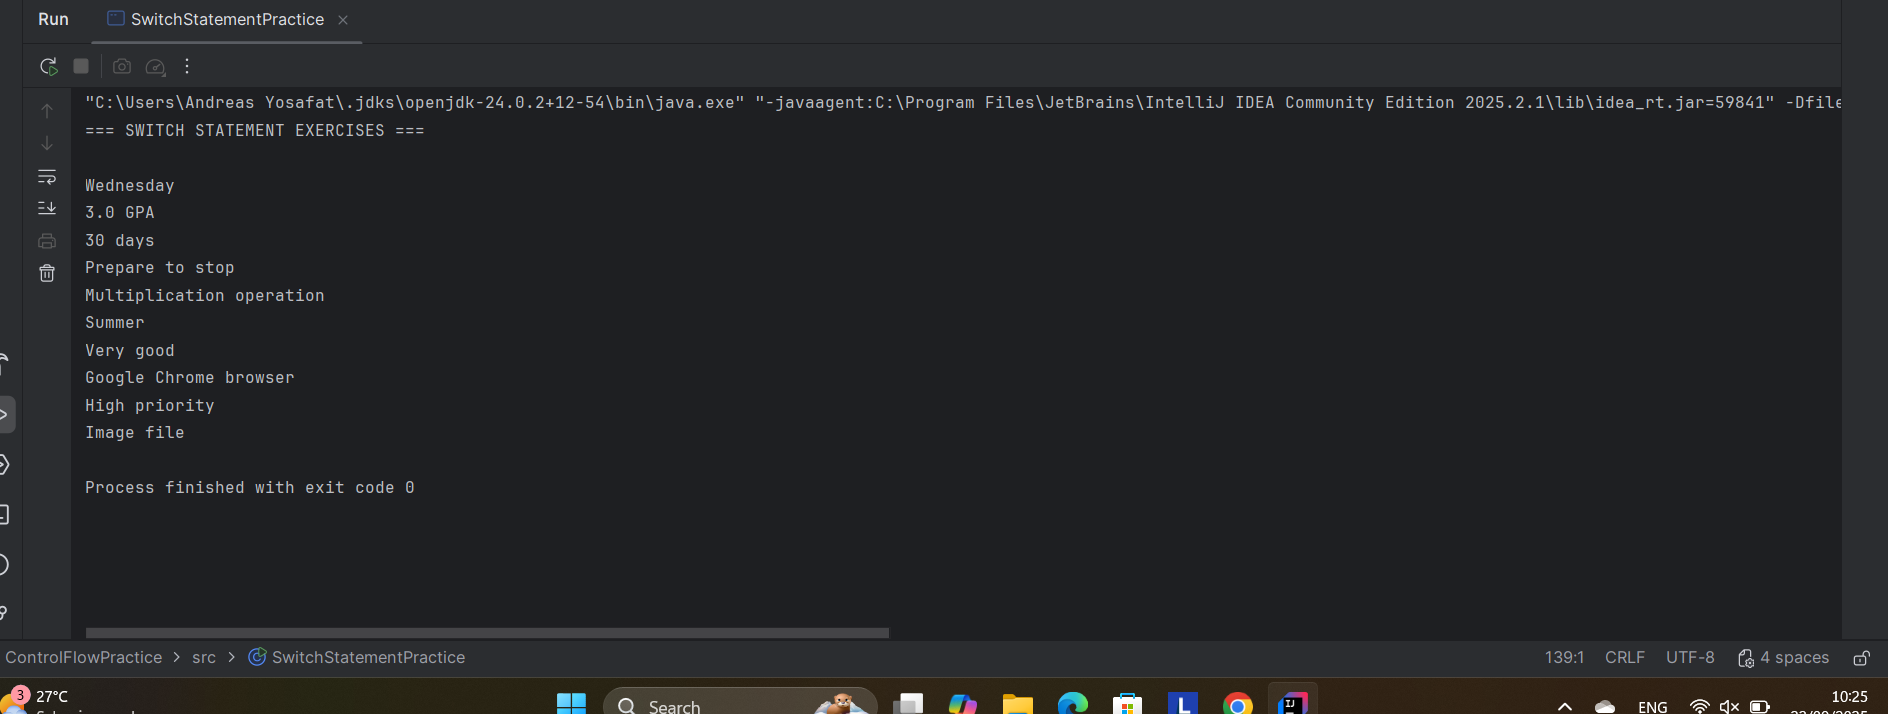 Run SwitchStatementPractice
"C:\Users\Andreas Yosafat\.jdks\openjdk-24.0.2+12-54\bin\java.exe" "-javaagent:C:\Program Files\JetBrains\IntelliJ IDEA Community Edition 2025.2.1\lib\idea_rt.jar=59841" -Dfile
=== SWITCH STATEMENT EXERCISES ===
Wednesday
3.0 GPA
30 days
Prepare to stop
Multiplication operation
Summer
Very good
Google Chrome browser
High priority
Image file
Process finished with exit code 0
ControlFlowPractice > src > SwitchStatementPractice 139:1 CRLF UTF-8 4 spaces
3 27°C
Search
L
IJ
ENG
10:25